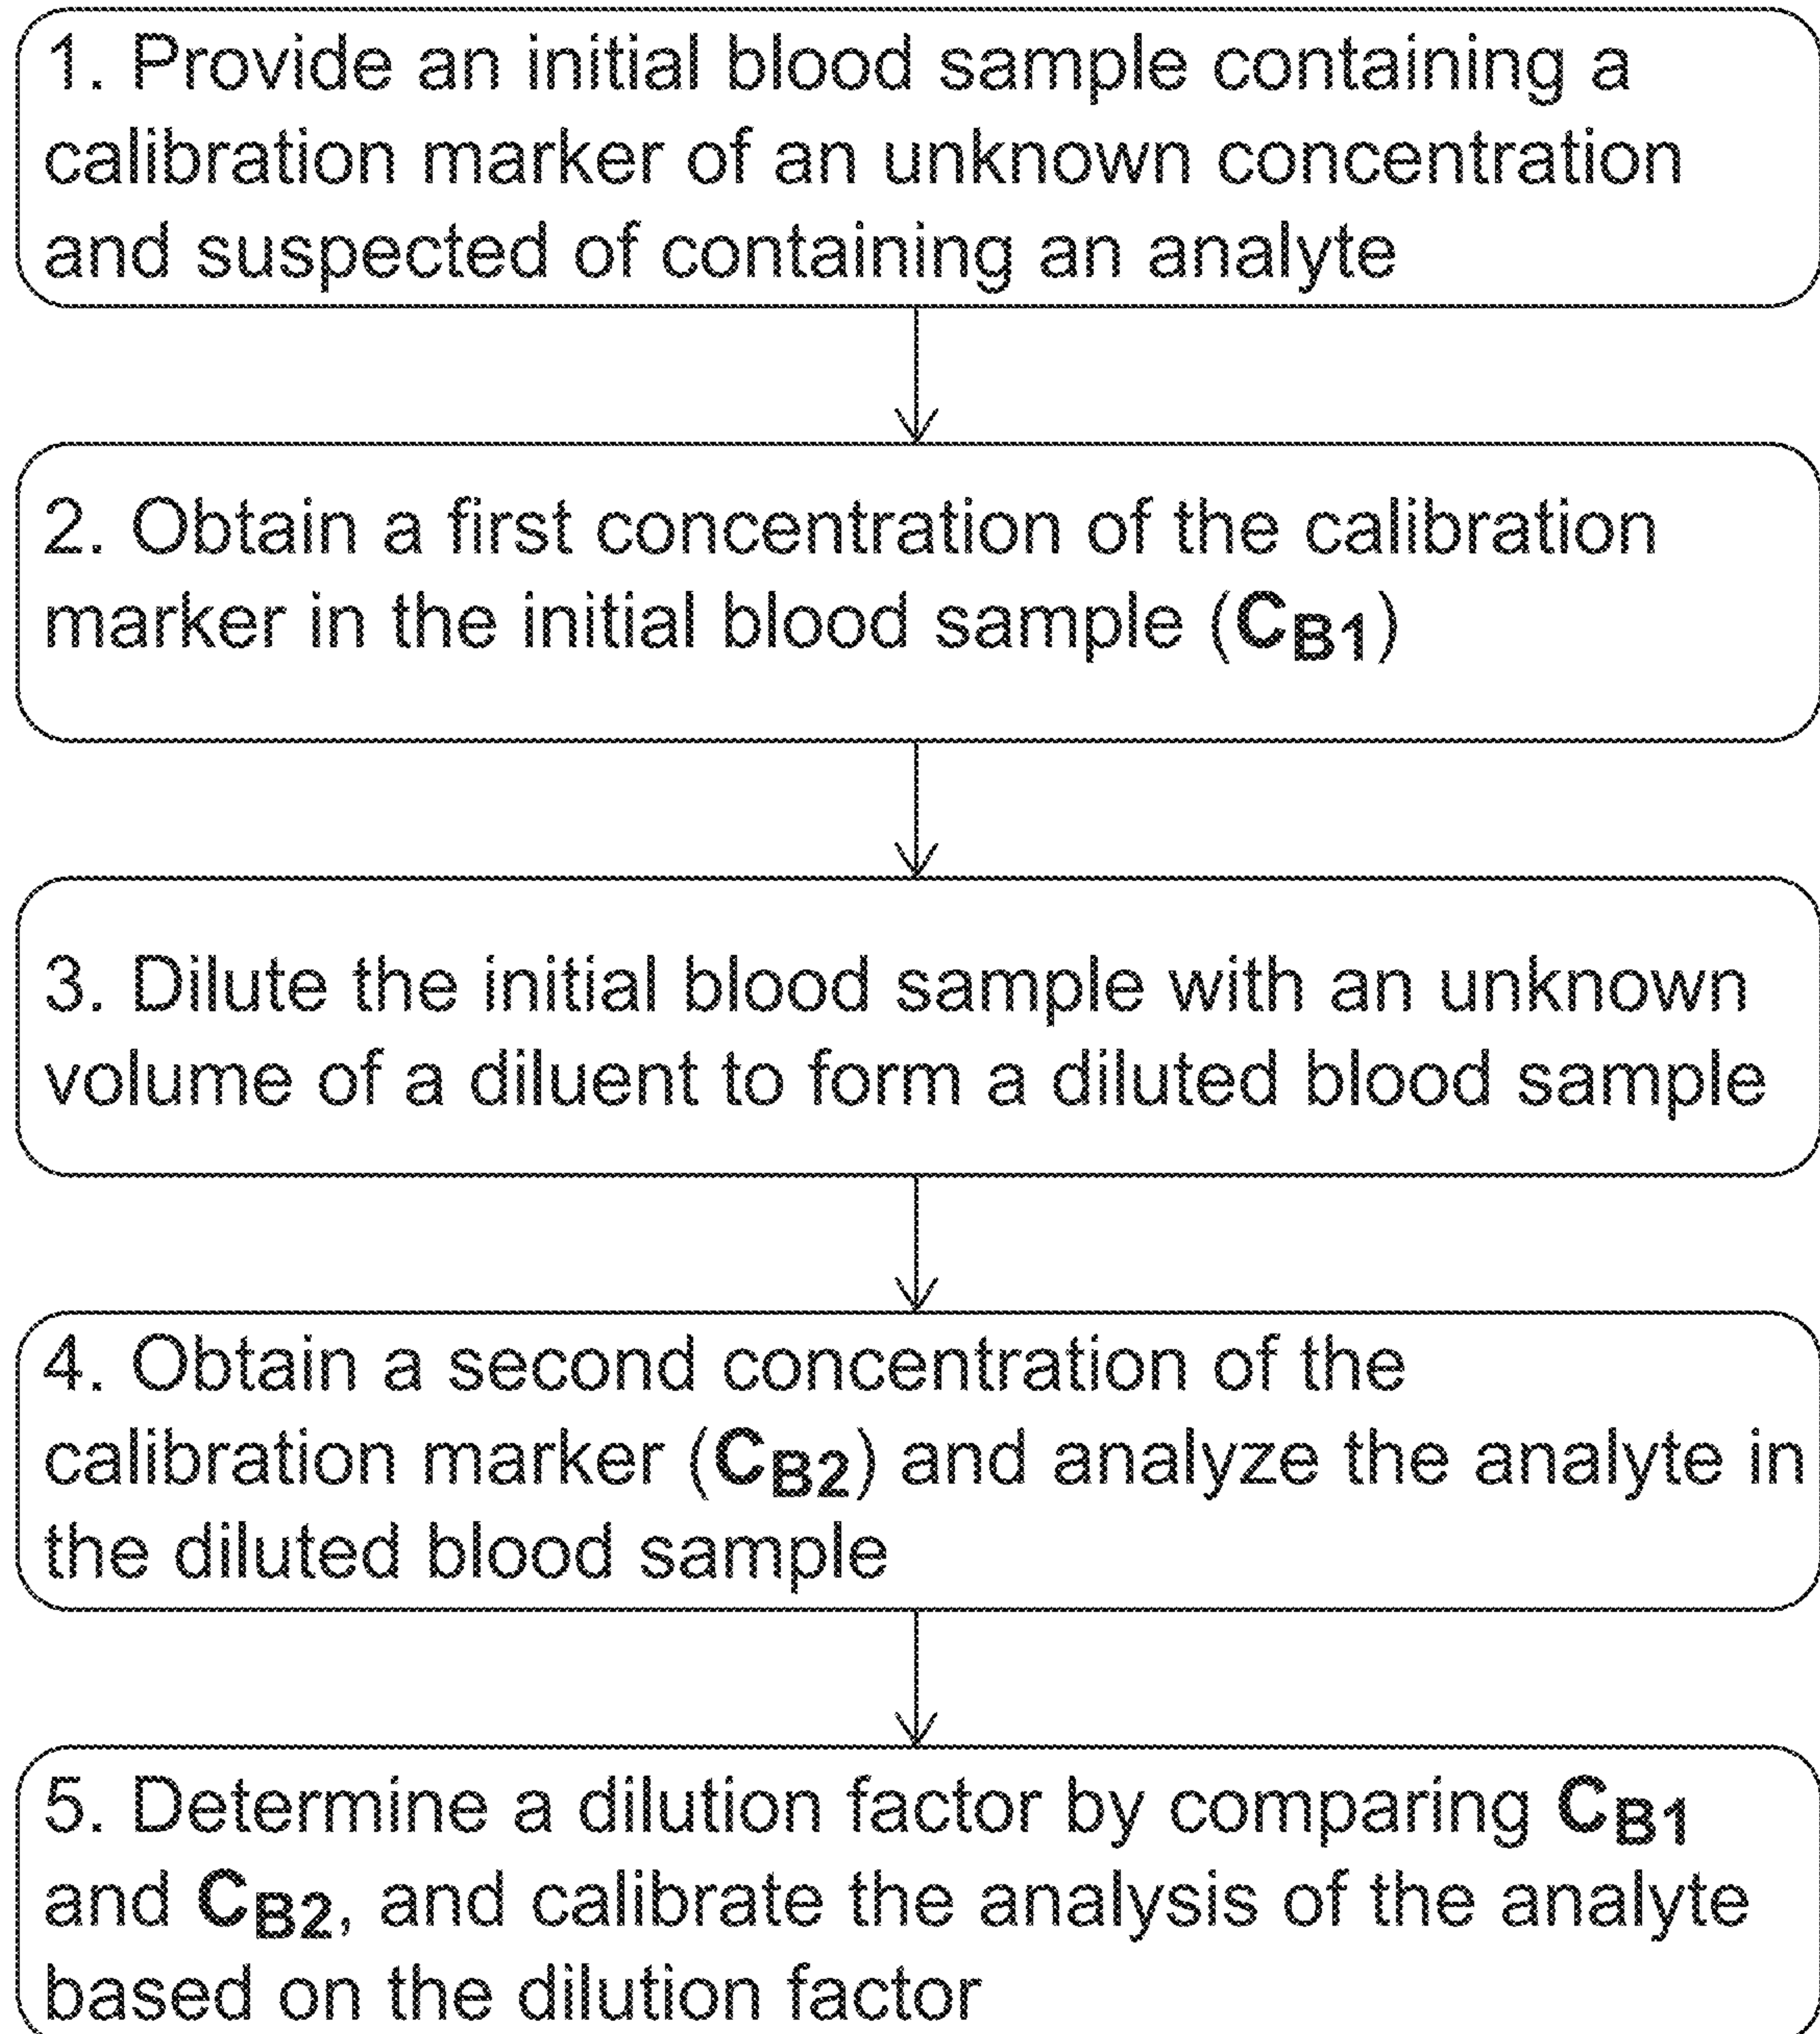 1. Provide an initial blood sample containing a
calibration marker of an unknown concentration
and suspected of containing an analyte
2. Obtain a first concentration of the calibration
marker in the initial blood sample (CB1)
3. Dilute the initial blood sample with an unknown
volume of a diluent to form a diluted blood sample
4. Obtain a second concentration of the
calibration marker (CB2) and analyze the analyte in
the diluted blood sample
5. Determine a dilution factor by comparing CB1
and CB2, and calibrate the analysis of the analyte
based on the dilution factor